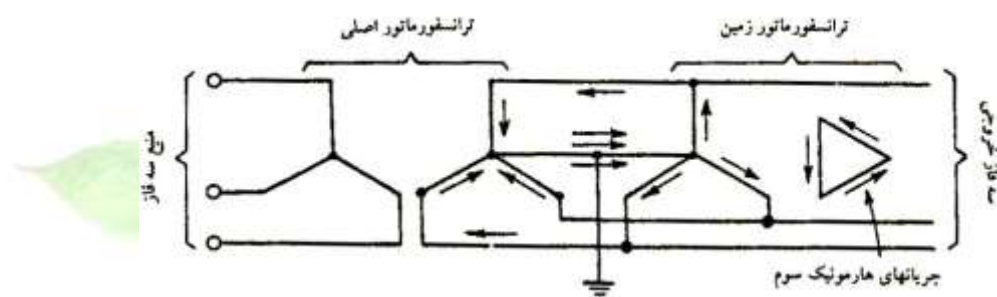 ترانسفورماتور زمین
ترانسفورماتور اصلی
سه فاز خروجی
منبع سه فاز
جریانهای هارمونیک سوم